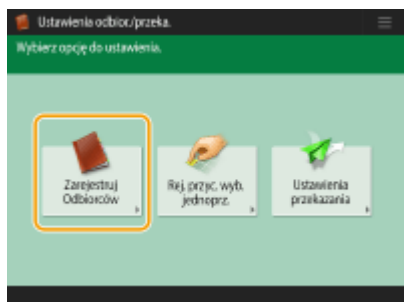 Ustawienia odbior./przeka.
Wybierz opcję do ustawienia.
Zarejestruj
Odbiorców
Rej. przyc. wyb.
jednoprz.
Ustawienia
przekazania